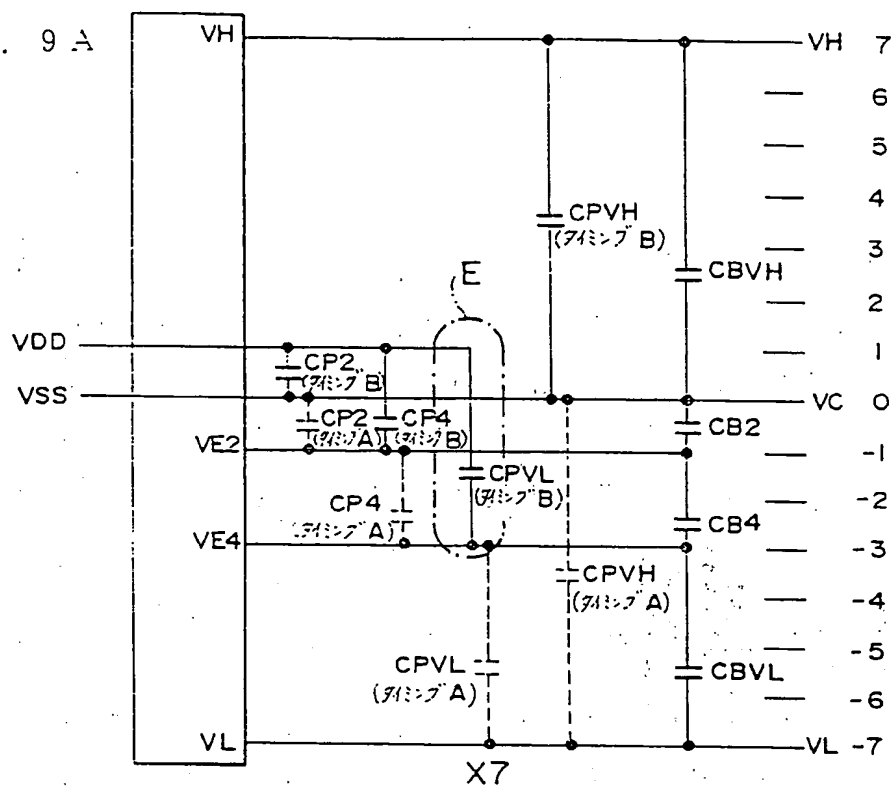 . 9 A
VH
VH 7
6
5
4
CPVH
(タイミング B)
3
CBVH
E
2
VDD
1
CP2
(タイミング B)
VSS
VC 0
CP2
(タイミング A)
CP4
(タイミング B)
CB2
VE2
-1
CPVL
(タイミング B)
-2
CP4
(タイミング A)
CB4
VE4
-3
CPVH
(タイミング A)
-4
-5
CPVL
(タイミング A)
CBVL
-6
VL
VL -7
X7